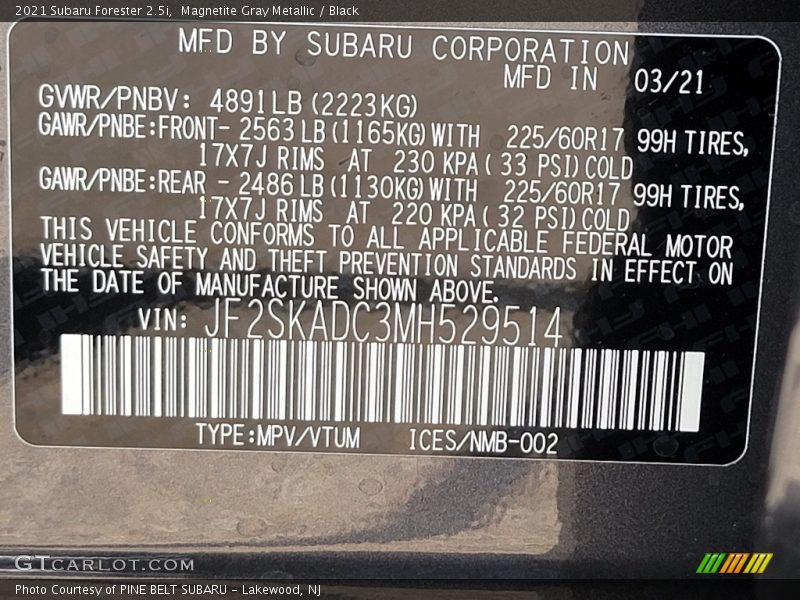 2021 Subaru Forester 2.5i,  Magnetite Gray Metallic / Black
MFD BY SUBARU CORPORATION
MFD IN 03/21
GVWR/PNBV: 4891LB(2223KG)
GAWR/PNBE:FRONT- 2563LB(1165KG)WITH 225/60R17 99H TIRES,
17X7J RIMS AT 230 KPA( 33 PSI)COLD
GAWR/PNBE:REAR - 2486LB(1130KG)WITH 225/60R17 99H TIRES,
17X7J RIMS AT 220 KPA( 32 PSI)COLD
THIS VEHICLE CONFORMS TO ALL APPLICABLE FEDERAL MOTOR
VEHICLE SAFETY AND THEFT PREVENTION STANDARDS IN EFFECT ON
THE DATE OF MANUFACTURE SHOWN ABOVE.
VIN: JF2SKADC3MH529514
TYPE:MPV/VTUM ICES/NMB-002
GTCARLOT.COM
Photo Courtesy of PINE BELT SUBARU - Lakewood, NJ